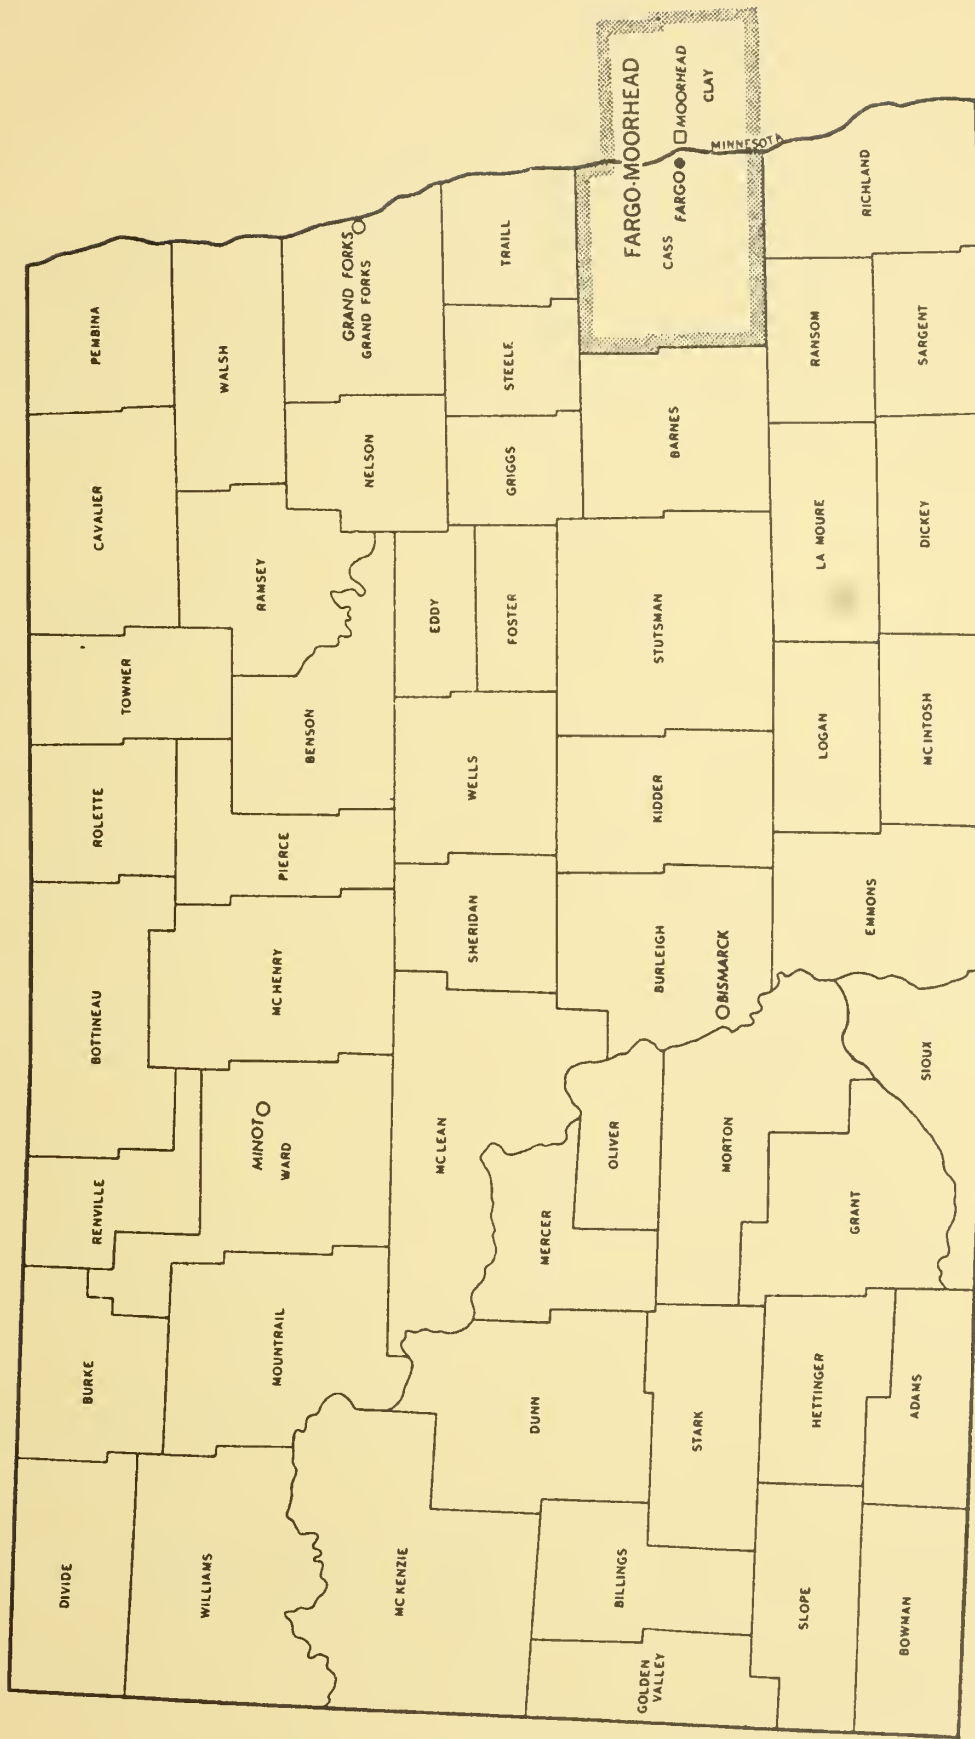 DIVIDE
BURKE
RENVILLE
BOTTINEAU
ROLETTE
TOWNER
CAVALIER
PEMBINA
WILLIAMS
MOUNTRAIL
MINOT
WARD
MC HENRY
PIERCE
BENSON
RAMSEY
WALSH
NELSON
GRAND FORKS
GRAND FORKS
MC KENZIE
DUNN
MERCER
MC LEAN
OLIVER
SHERIDAN
WELLS
EDDY
FOSTER
GRIGGS
STEELE
TRAILL
GOLDEN
VALLEY
BILLINGS
STARK
MORTON
BURLEIGH
BISMARCK
KIDDER
STUTSMAN
BARNES
FARGO-MOORHEAD
CASS
FARGO
MOORHEAD
CLAY
MINNESOTA
SLOPE
HETTINGER
GRANT
SIOUX
EMMONS
LOGAN
LA MOURE
RANSOM
RICHLAND
BOWMAN
ADAMS
MC INTOSH
DICKEY
SARGENT